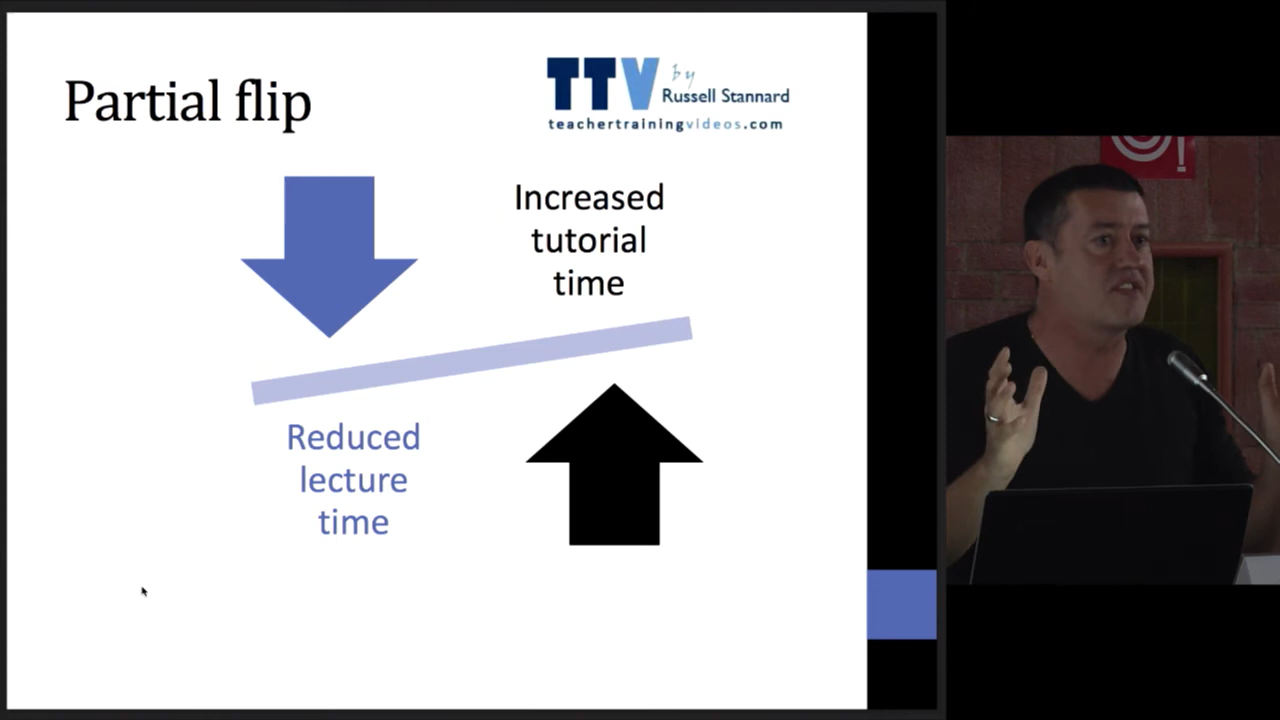 Partial flip
TTV by
Russell Stannard
teachertrainingvideos.com
Increased
tutorial
time
Reduced
lecture
time
!